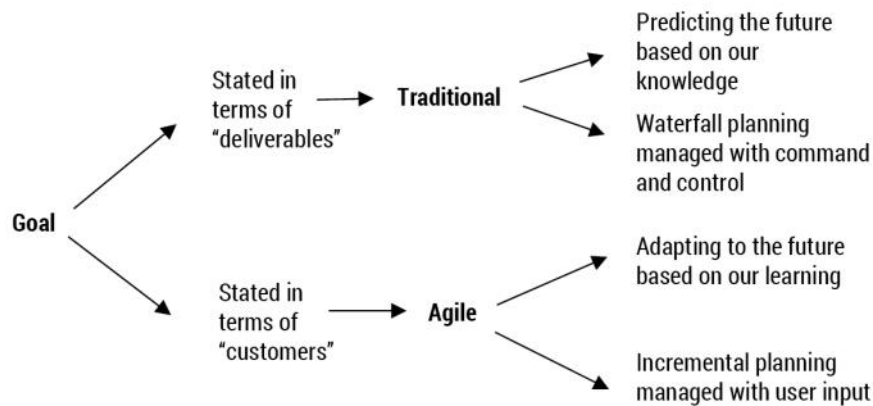 Goal
Stated in
terms of
“deliverables”
Traditional
Predicting the future
based on our
knowledge
Waterfall planning
managed with command
and control
Stated in
terms of
“customers”
Agile
Adapting to the future
based on our learning
Incremental planning
managed with user input